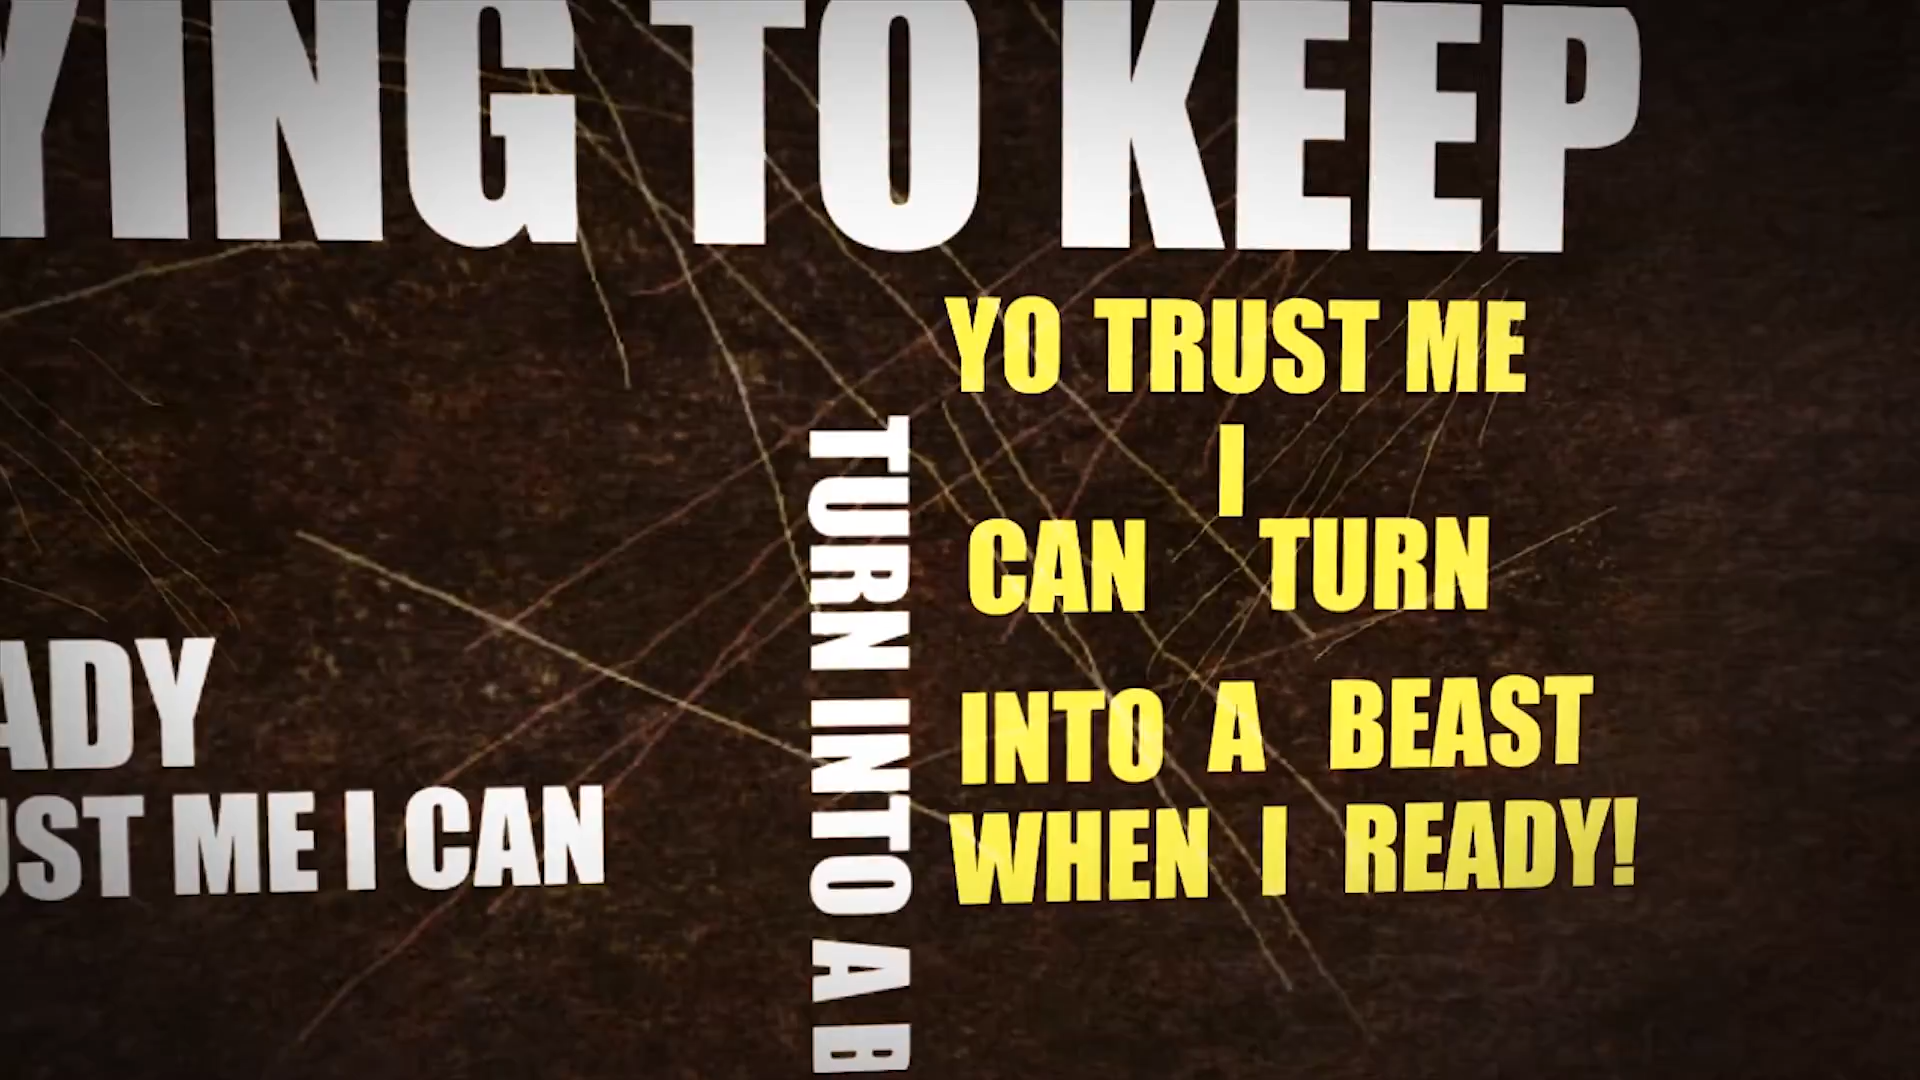 YING TO KEEP
YO TRUST ME
I
CAN TURN
INTO A BEAST
WHEN I READY!
TURN INTO A B
ADY
UST ME I CAN